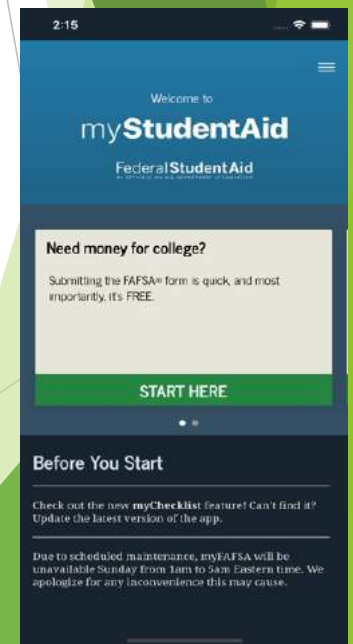 2:15
Welcome to
myStudentAid
FederalStudentAid
Need money for college?
Submitting the FAFSA® form is quick, and most
importantly, it's FREE.
START HERE
Before You Start
Check out the new myChecklist feature! Can't find it?
Update the latest version of the app.
Due to scheduled maintenance, myFAFSA will be
unavailable Sunday from 1am to 5am Eastern time. We
apologize for any inconvenience this may cause.